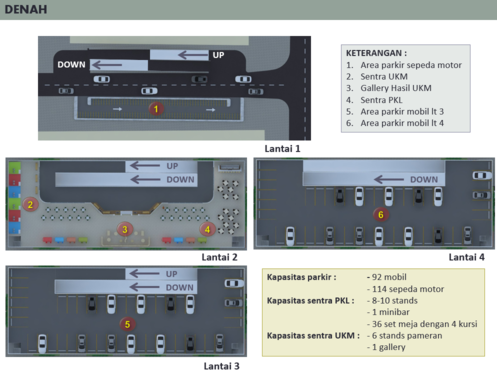 DENAH
UP
DOWN
1
Lantai 1
KETERANGAN :
1. Area parkir sepeda motor
2. Sentra UKM
3. Gallery Hasil UKM
4. Sentra PKL
5. Area parkir mobil lt 3
6. Area parkir mobil lt 4
UP
DOWN
2
3
4
Lantai 2
DOWN
6
Lantai 4
UP
DOWN
5
Lantai 3
Kapasitas parkir : - 92 mobil
- 114 sepeda motor
Kapasitas sentra PKL : - 8-10 stands
- 1 minibar
- 36 set meja dengan 4 kursi
Kapasitas sentra UKM : - 6 stands pameran
- 1 gallery